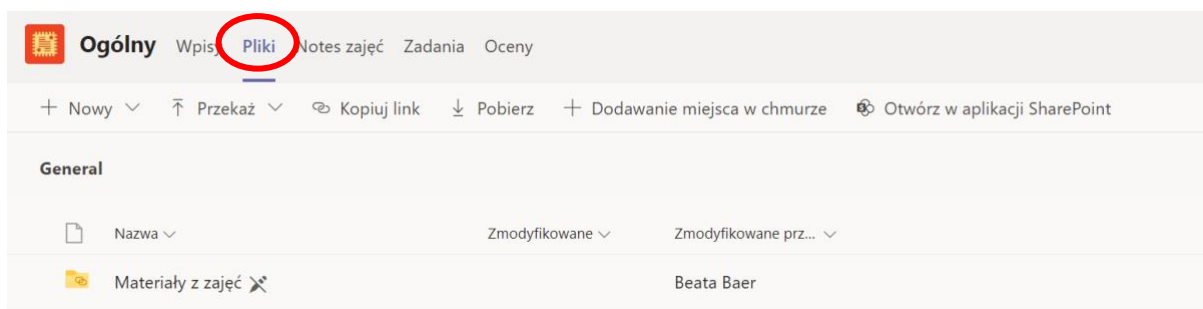 Ogólny Wpisy Pliki Notes zajęć Zadania Oceny
+ Nowy Przekaż Kopiuj link Pobierz + Dodawanie miejsca w chmurze Otwórz w aplikacji SharePoint
General
Nazwa Zmodyfikowane Zmodyfikowane prz...
Materiały z zajęć Beata Baer